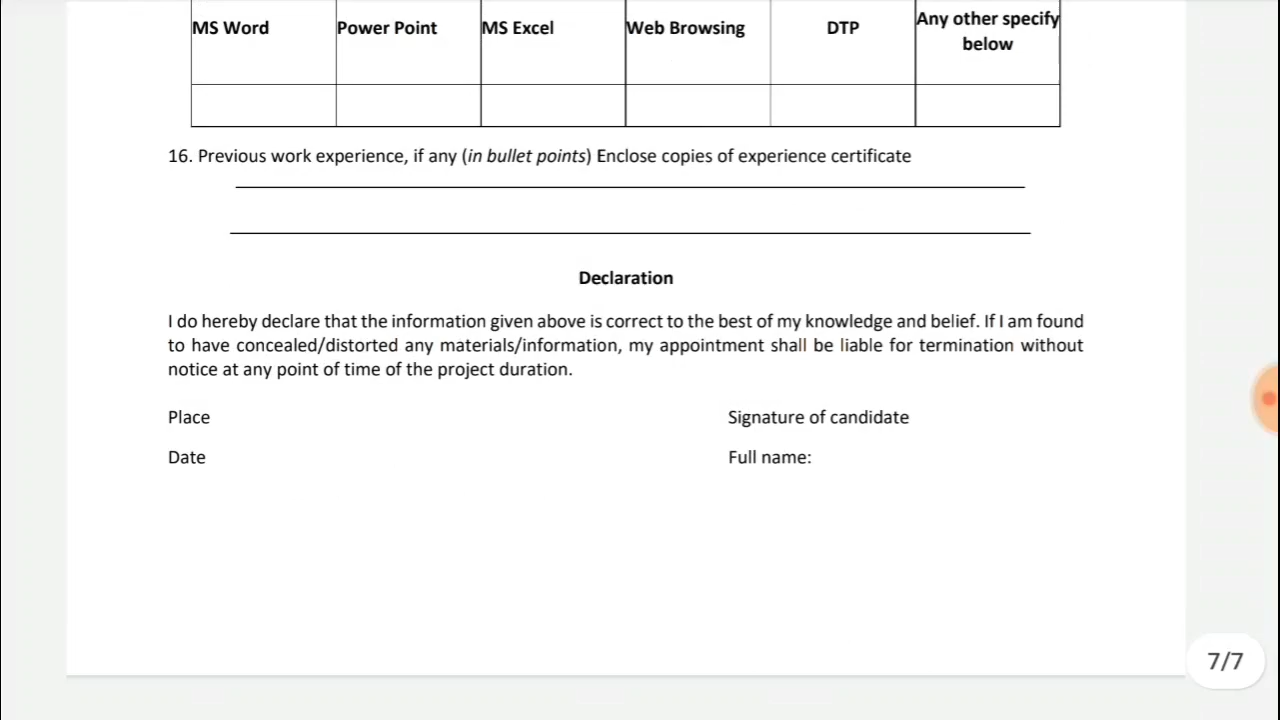 MS Word Power Point MS Excel Web Browsing DTP Any other specify
below
16. Previous work experience, if any (in bullet points) Enclose copies of experience certificate
Declaration
I do hereby declare that the information given above is correct to the best of my knowledge and belief. If I am found
to have concealed/distorted any materials/information, my appointment shall be liable for termination without
notice at any point of time of the project duration.
Place Signature of candidate
Date Full name:
7/7